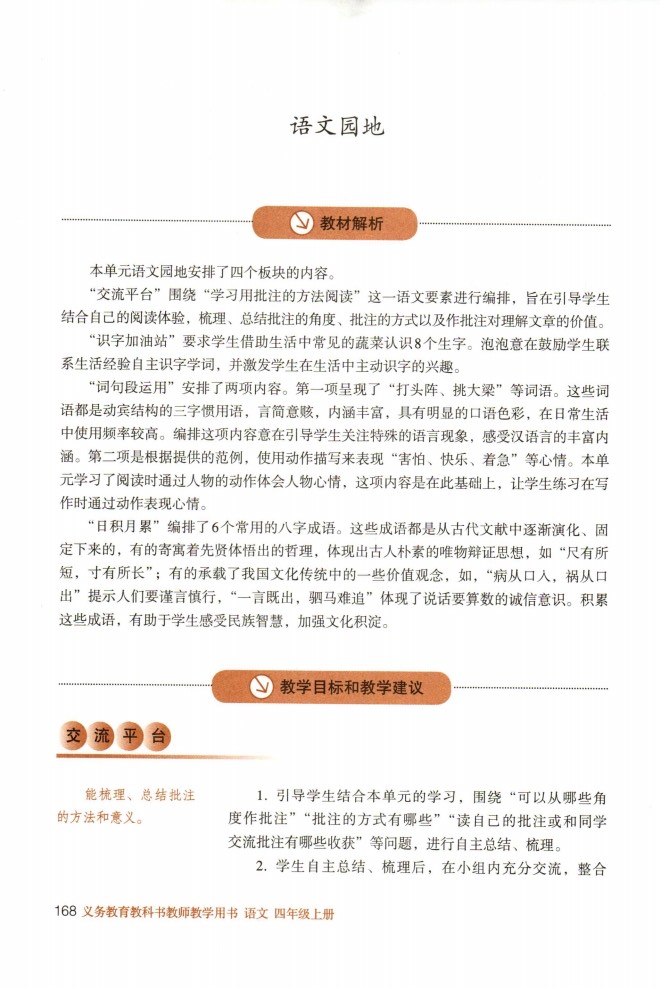 语文园地
教材解析
本单元语文园地安排了四个板块的内容。
“交流平台”围绕“学习用批注的方法阅读”这一语文要素进行编排，旨在引导学生
结合自己的阅读体验，梳理、总结批注的角度、批注的方式以及作批注对理解文章的价值。
“识字加油站”要求学生借助生活中常见的蔬菜认识8个生字。泡泡意在鼓励学生联
系生活经验自主识字学词，并激发学生在生活中主动识字的兴趣。
“词句段运用”安排了两项内容。第一项呈现了“打头阵、挑大梁”等词语。这些词
语都是动宾结构的三字惯用语，言简意赅，内涵丰富，具有明显的口语色彩，在日常生活
中使用频率较高。编排这项内容意在引导学生关注特殊的语言现象，感受汉语言的丰富内
涵。第二项是根据提供的范例，使用动作描写来表现“害怕、快乐、着急”等心情。本单
元学习了阅读时通过人物的动作体会人物心情，这项内容是在此基础上，让学生练习在写
作时通过动作表现心情。
“日积月累”编排了6个常用的八字成语。这些成语都是从古代文献中逐渐演化、固
定下来的，有的寄寓着先贤体悟出的哲理，体现出古人朴素的唯物辩证思想，如“尺有所
短，寸有所长”；有的承载了我国文化传统中的一些价值观念，如，“病从口入，祸从口
出”提示人们要谨言慎行，“一言既出，驷马难追”体现了说话要算数的诚信意识。积累
这些成语，有助于学生感受民族智慧，加强文化积淀。
教学目标和教学建议
交流平台
能梳理、总结批注
的方法和意义。
1. 引导学生结合本单元的学习，围绕“可以从哪些角
度作批注”“批注的方式有哪些”“读自己的批注或和同学
交流批注有哪些收获”等问题，进行自主总结、梳理。
2. 学生自主总结、梳理后，在小组内充分交流，整合
168 义务教育教科书教师教学用书 语文 四年级上册